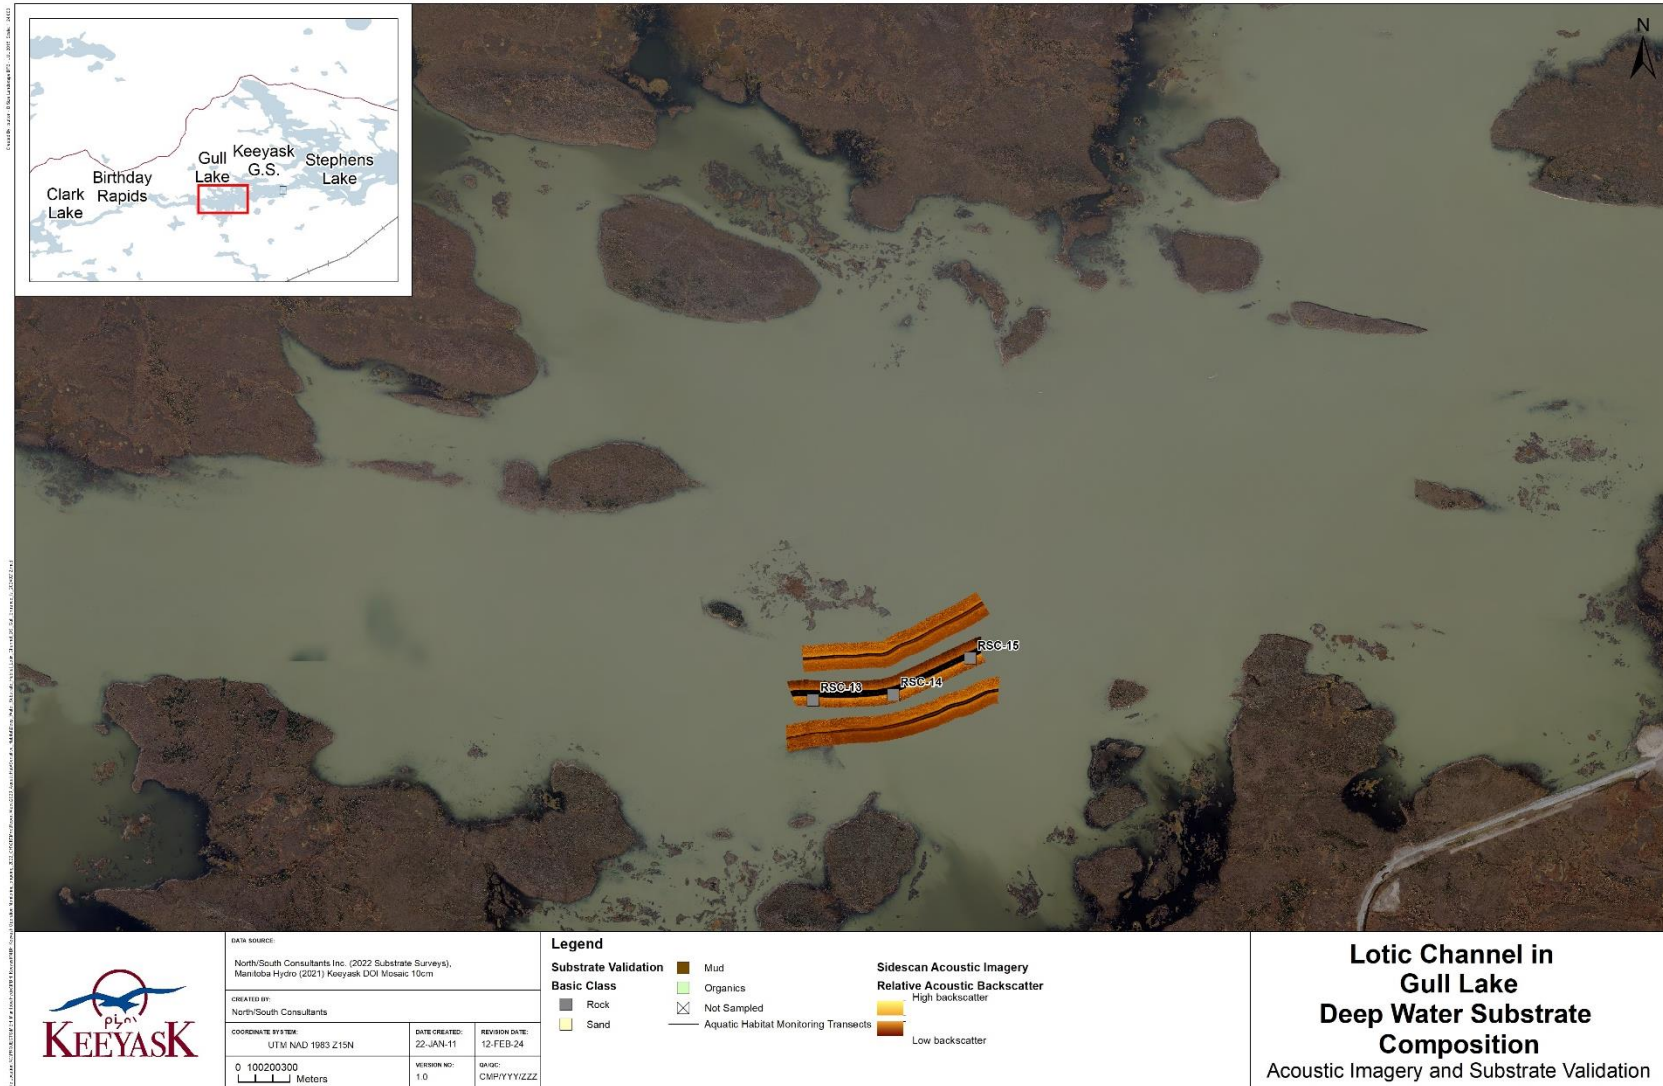 N
Gull
Lake
Keeyask
G.S.
Stephens
Lake
Birthday
Rapids
Clark
Lake
RSC-15
RSC-14
RSC-13
KEEYASK
DATA SOURCE:
North/South Consultants Inc. (2022 Substrate Surveys),
Manitoba Hydro (2021) Keeyask DOI Mosaic 10cm
CREATED BY:
North/South Consultants
COORDINATE SYSTEM:
UTM NAD 1983 Z15N
DATE CREATED:
22-JAN-11
REVISION DATE:
12-FEB-24
0 100200300
Meters
VERSION NO:
1.0
QA/QC:
CMP/YYY/ZZZ
Legend
Substrate Validation
Basic Class
Rock
Sand
Mud
Organics
Not Sampled
Aquatic Habitat Monitoring Transects
Sidescan Acoustic Imagery
Relative Acoustic Backscatter
High backscatter
Low backscatter
Lotic Channel in
Gull Lake
Deep Water Substrate
Composition
Acoustic Imagery and Substrate Validation